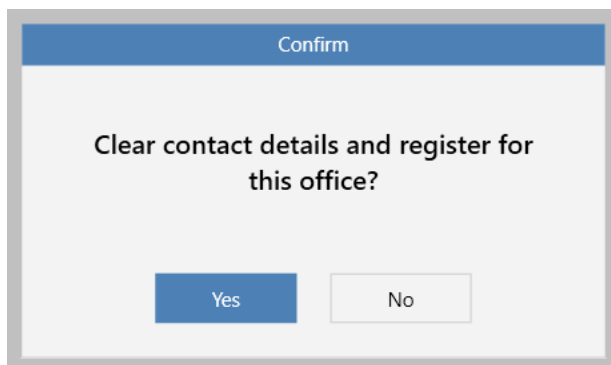 Confirm
Clear contact details and register for
this office?
Yes
No